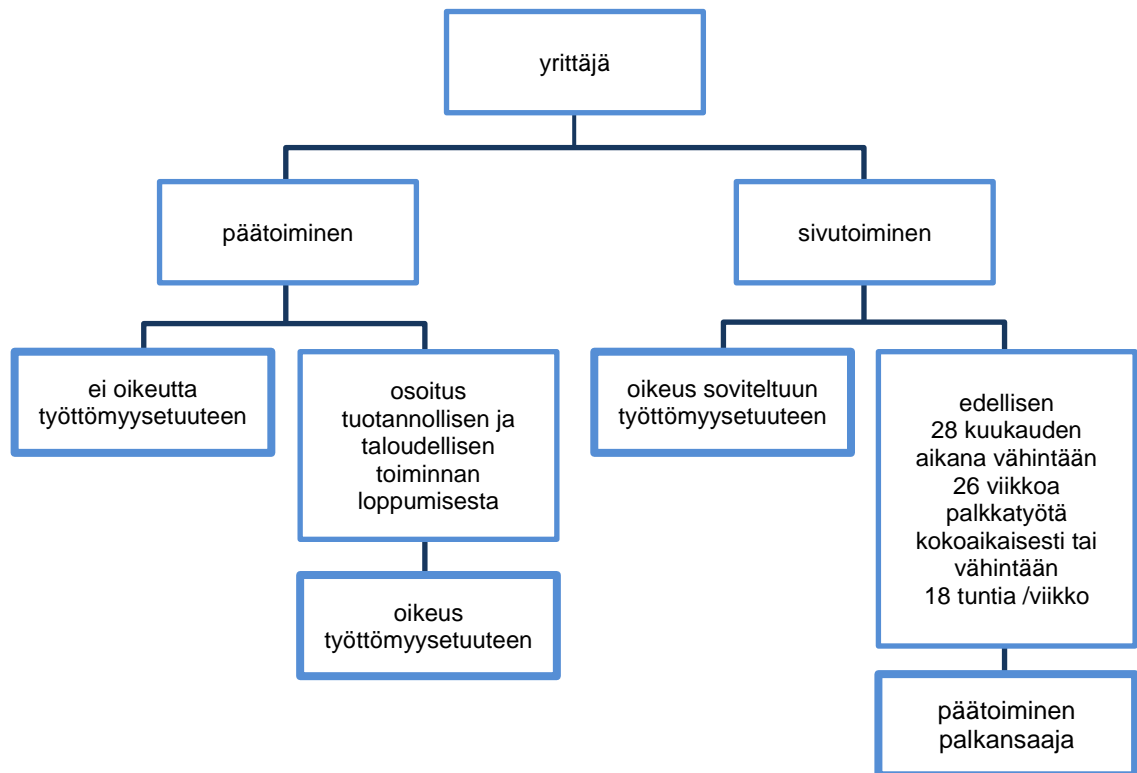 yrittäjä
päätoiminen
sivutoiminen
ei oikeutta
työttömyysetuuteen
osoitus
tuotannollisen ja
taloudellisen
toiminnan
loppumisesta
oikeus
työttömyysetuuteen
oikeus soviteltuun
työttömyysetuuteen
edellisen
28 kuukauden
aikana vähintään
26 viikkoa
palkkatyötä
kokoaikaisesti tai
vähintään
18 tuntia /viikko
päätoiminen
palkansaaja